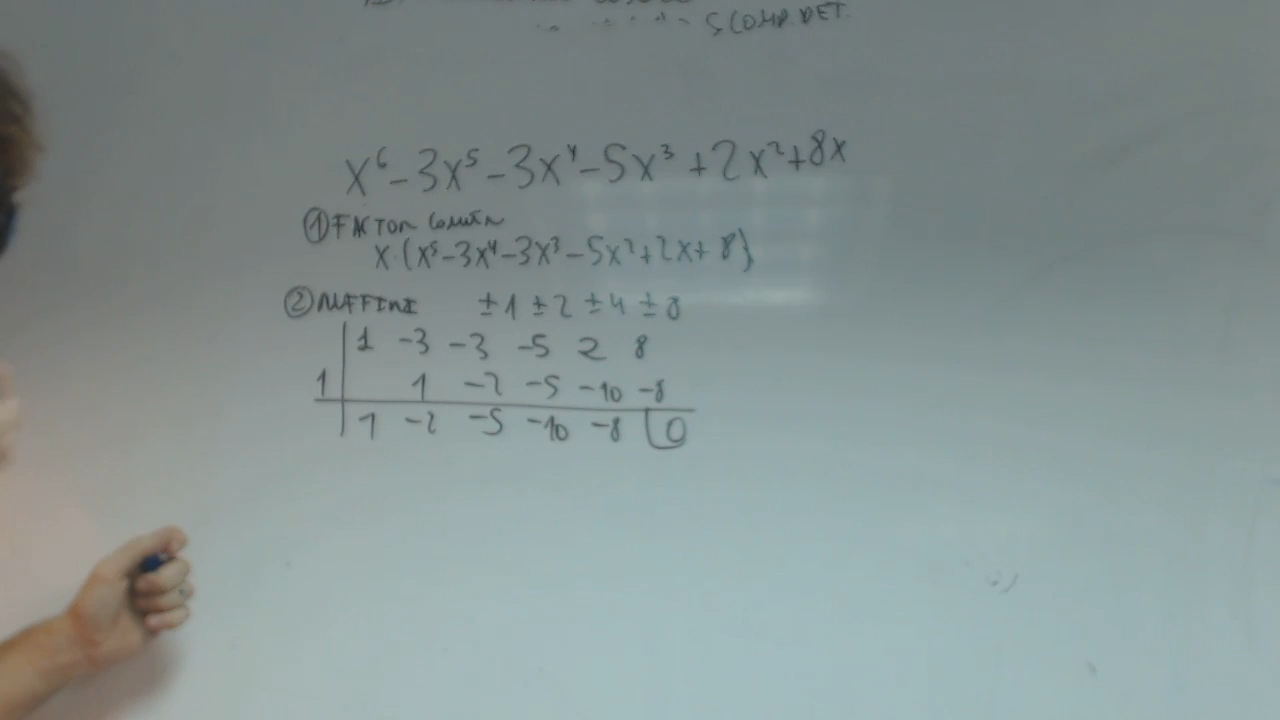 S COMP. DET.
x⁶-3x⁵-3x⁴-5x³+2x²+8x
① FACTOR COMÚN
x·(x⁵-3x⁴-3x³-5x²+2x+8)
② RUFFINI ±1 ±2 ±4 ±8
1 -3 -3 -5 2 8
1 1 -2 -5 -10 -8
1 -2 -5 -10 -8 0